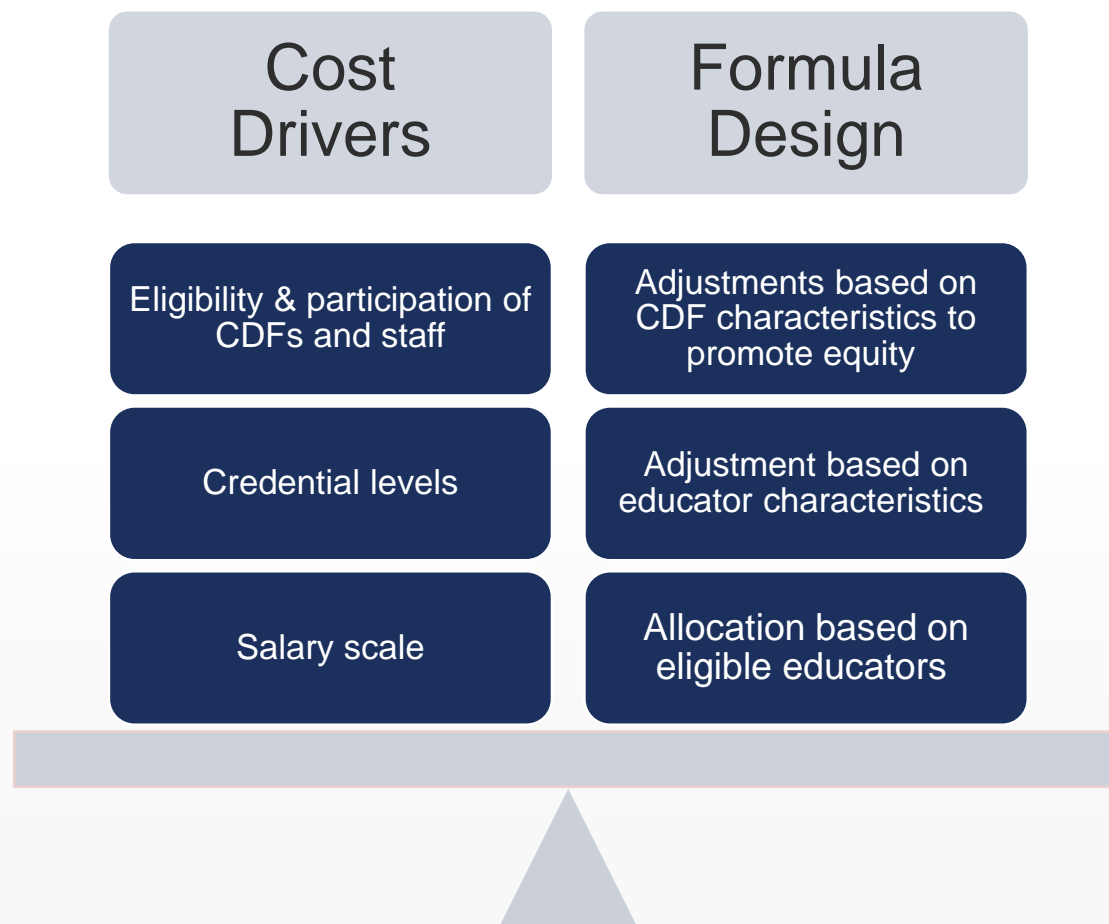 Cost
Drivers
Formula
Design
Eligibility & participation of
CDFs and staff
Adjustments based on
CDF characteristics to
promote equity
Credential levels
Adjustment based on
educator characteristics
Salary scale
Allocation based on
eligible educators